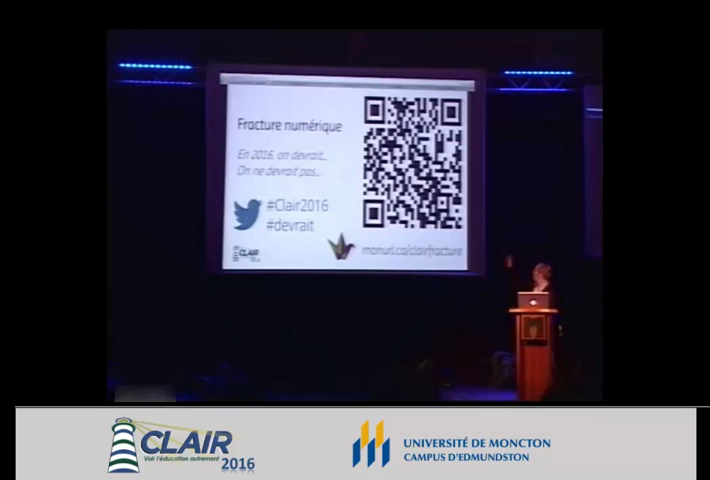 Fracture numérique
En 2016, on devrait...
On ne devrait pas...
#Clair2016
#devrait
CLAIR
monurl.ca/clairfracture
CLAIR
Voir l'éducation autrement
2016
UNIVERSITÉ DE MONCTON
CAMPUS D'EDMUNDSTON